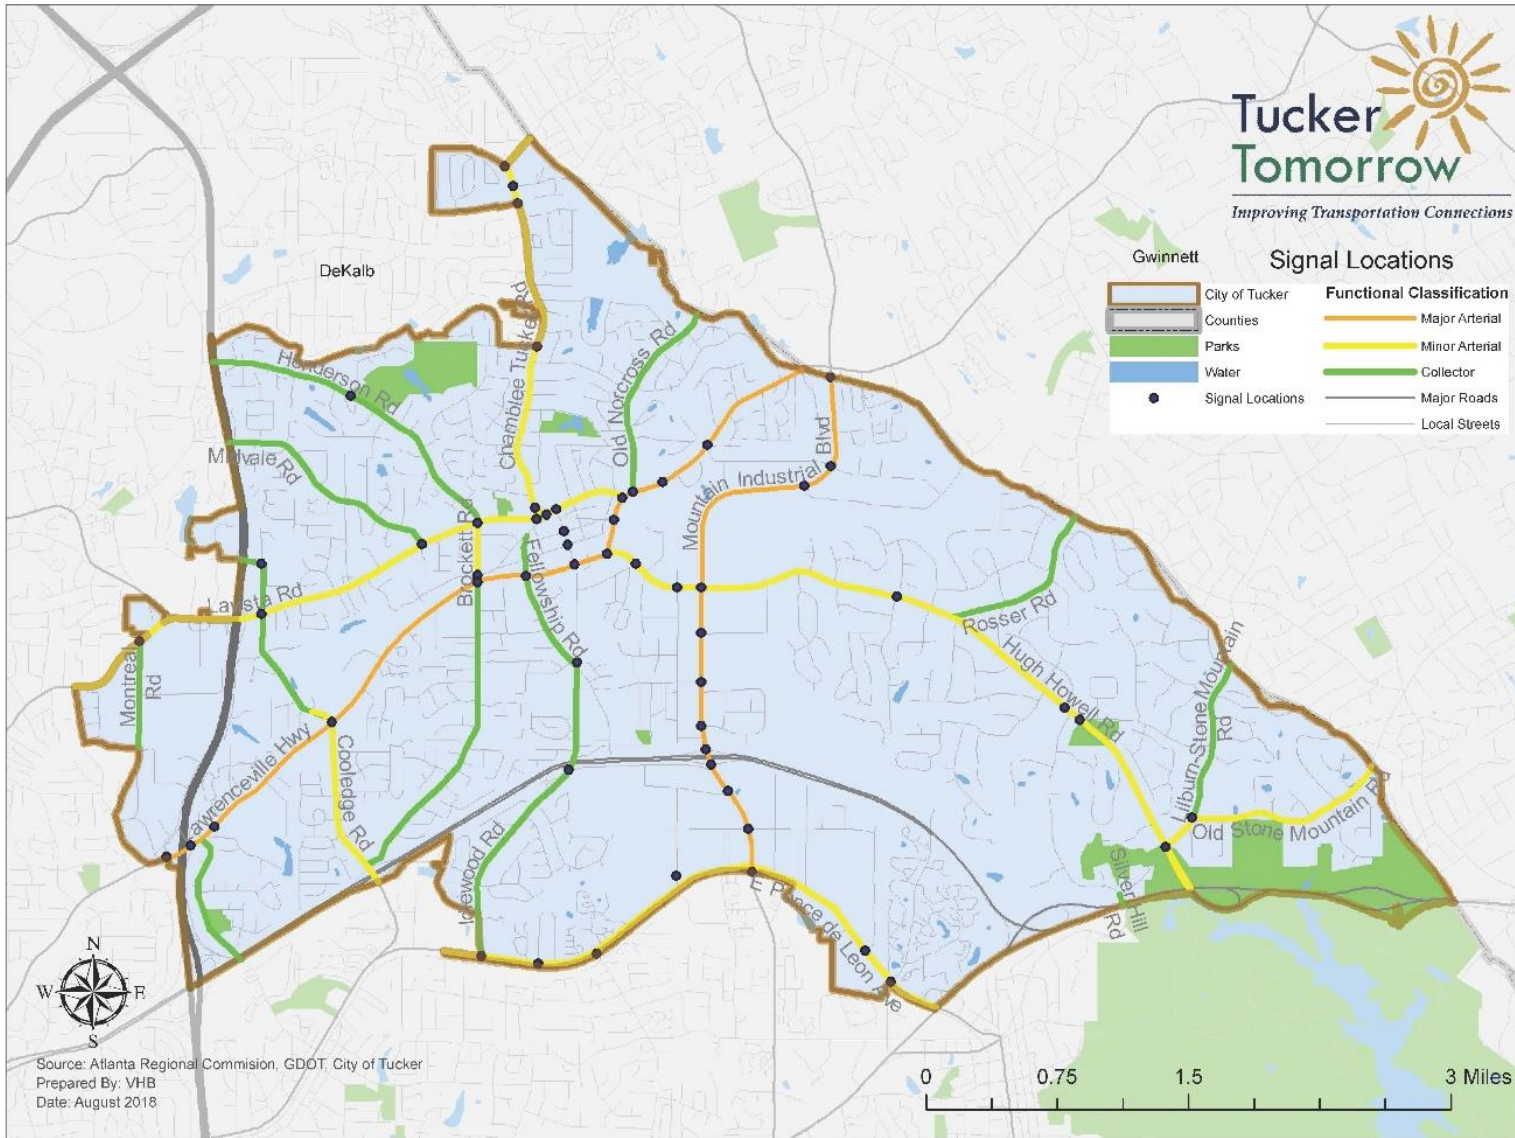 Tucker
Tomorrow
Improving Transportation Connections
Gwinnett
Signal Locations
City of Tucker
Counties
Parks
Water
Signal Locations
Functional Classification
Major Arterial
Minor Arterial
Collector
Major Roads
Local Streets
DeKalb
Chamblee Tucker Rd
Henderson Rd
Old Norcross Rd
Midvale Rd
Mountain Industrial Blvd
Brockett Rd
Fellowship Rd
Lavista Rd
Rosser Rd
Montreal
Rd
Hugh Howell Rd
Lilburn-Stone Mountain
Rd
Lawrenceville Hwy
Cooledge Rd
Old Stone Mountain Rd
Idlewood Rd
Silver Hill
Rd
E Ponce de Leon Ave
N
W
E
S
Source: Atlanta Regional Commision, GDOT, City of Tucker
Prepared By: VHB
Date: August 2018
0 0.75 1.5 3 Miles